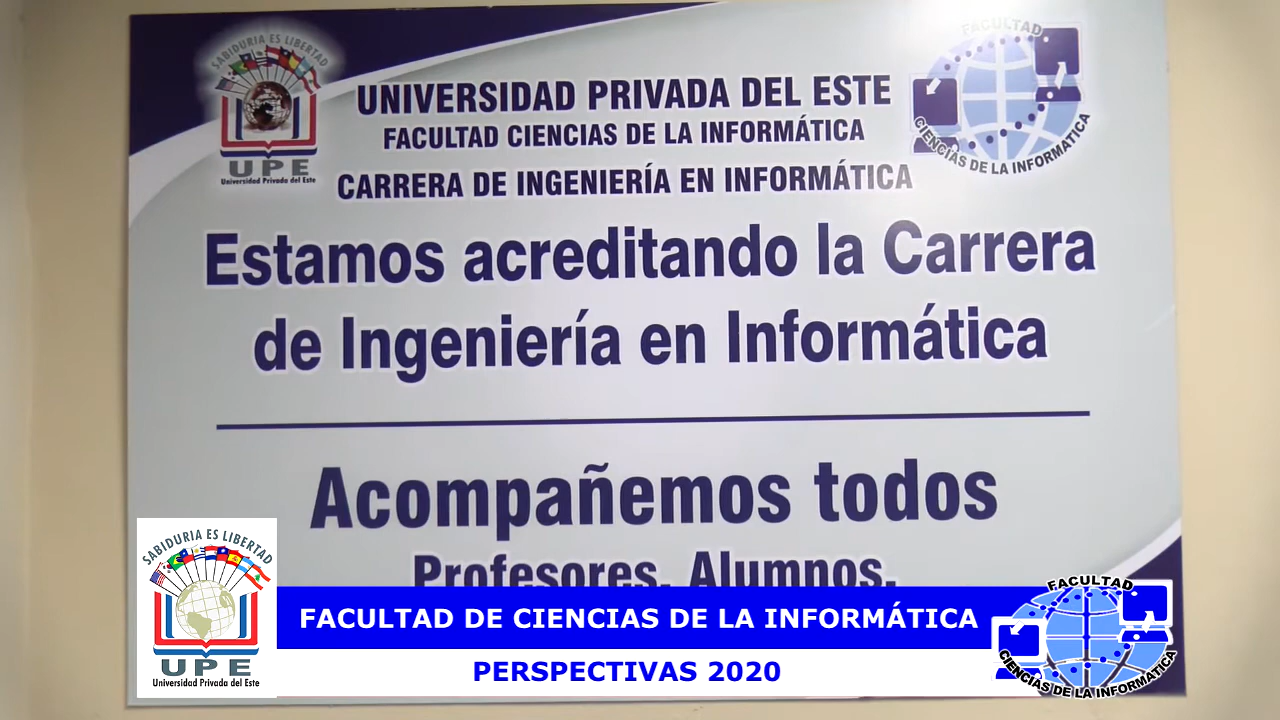 SABIDURIA ES LIBERTAD
UPE
Universidad Privada del Este
UNIVERSIDAD PRIVADA DEL ESTE
FACULTAD CIENCIAS DE LA INFORMÁTICA
CARRERA DE INGENIERÍA EN INFORMÁTICA
FACULTAD
CIENCIAS DE LA INFORMATICA
Estamos acreditando la Carrera
de Ingeniería en Informática
Acompañemos todos
Profesores, Alumnos,
SABIDURIA ES LIBERTAD
UPE
Universidad Privada del Este
FACULTAD DE CIENCIAS DE LA INFORMÁTICA
PERSPECTIVAS 2020
FACULTAD
CIENCIAS DE LA INFORMATICA